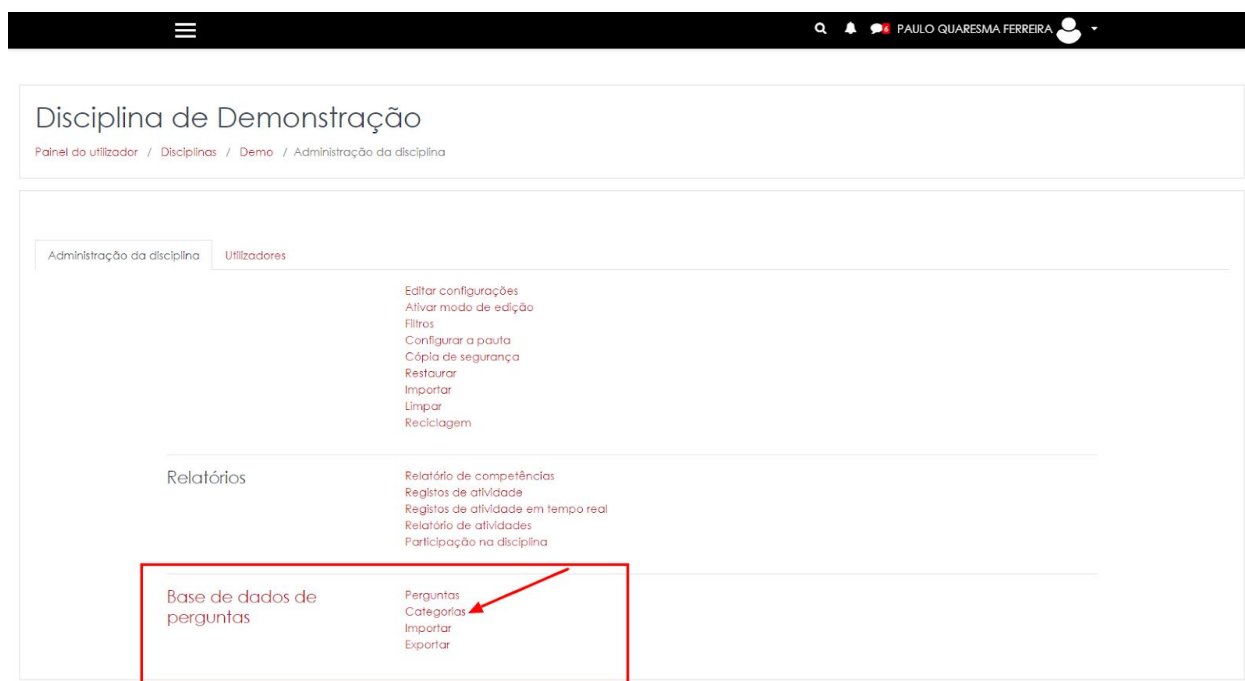 6 PAULO QUARESMA FERREIRA
Disciplina de Demonstração
Painel do utilizador / Disciplinas / Demo / Administração da disciplina
Administração da disciplina Utilizadores
Editar configurações
Ativar modo de edição
Filtros
Configurar a pauta
Cópia de segurança
Restaurar
Importar
Limpar
Reciclagem
Relatórios
Relatório de competências
Registos de atividade
Registos de atividade em tempo real
Relatório de atividades
Participação na disciplina
Base de dados de
perguntas
Perguntas
Categorias
Importar
Exportar